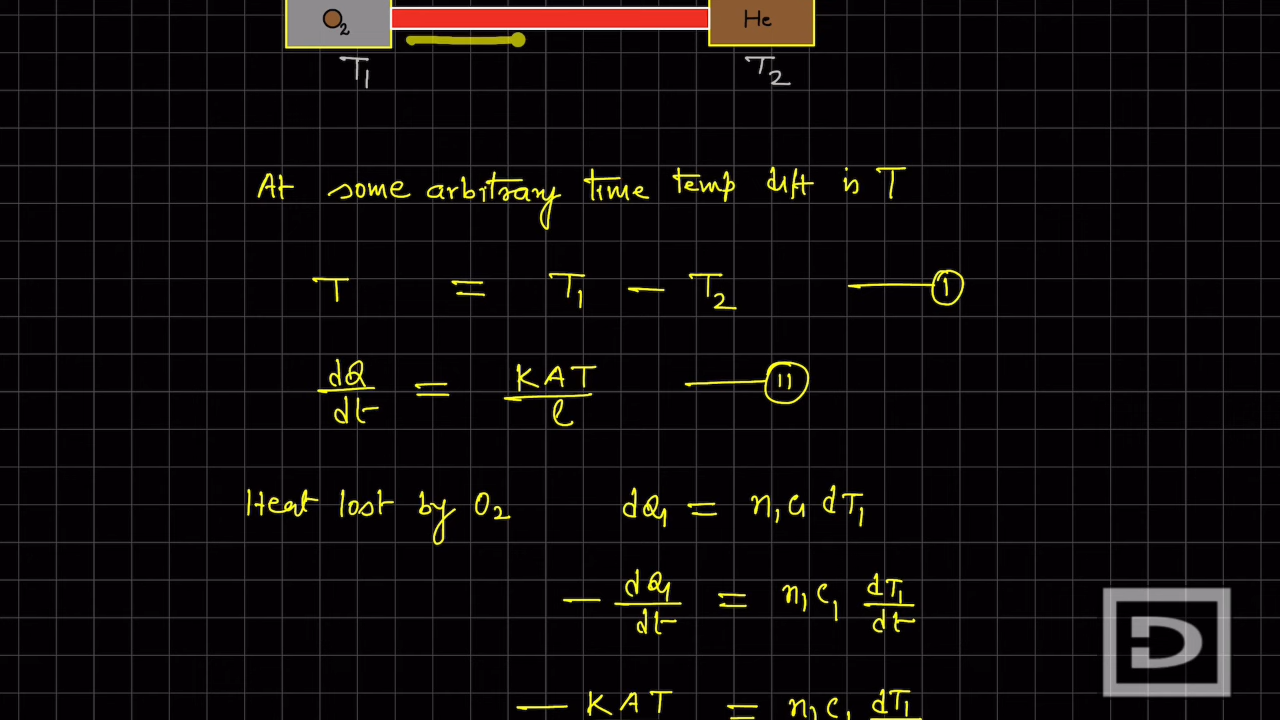 O₂ He
T₁ T₂
At some arbitrary time temp diff is T
T = T₁ - T₂ —— I
dQ/dt = KAT/l —— II
Heat lost by O₂ dQ₁ = n₁C₁ dT₁
- dQ₁/dt = n₁C₁ dT₁/dt
- KAT = n₁C₁ dT₁
D